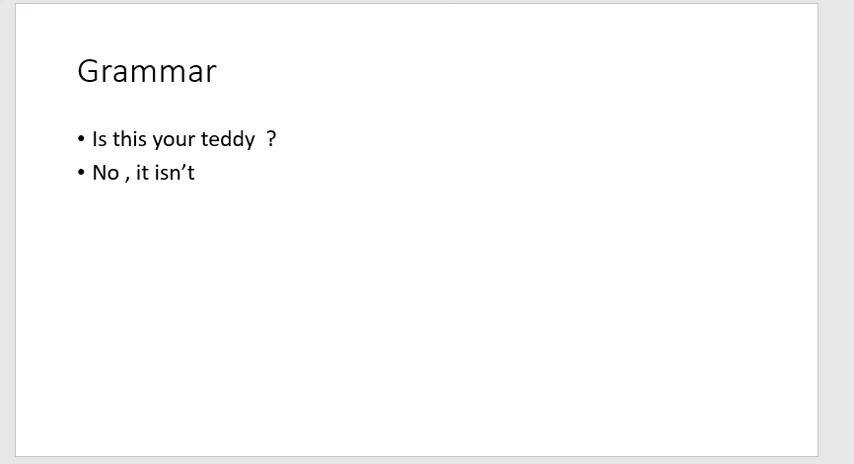 Grammar
• Is this your teddy  ?
• No , it isn’t